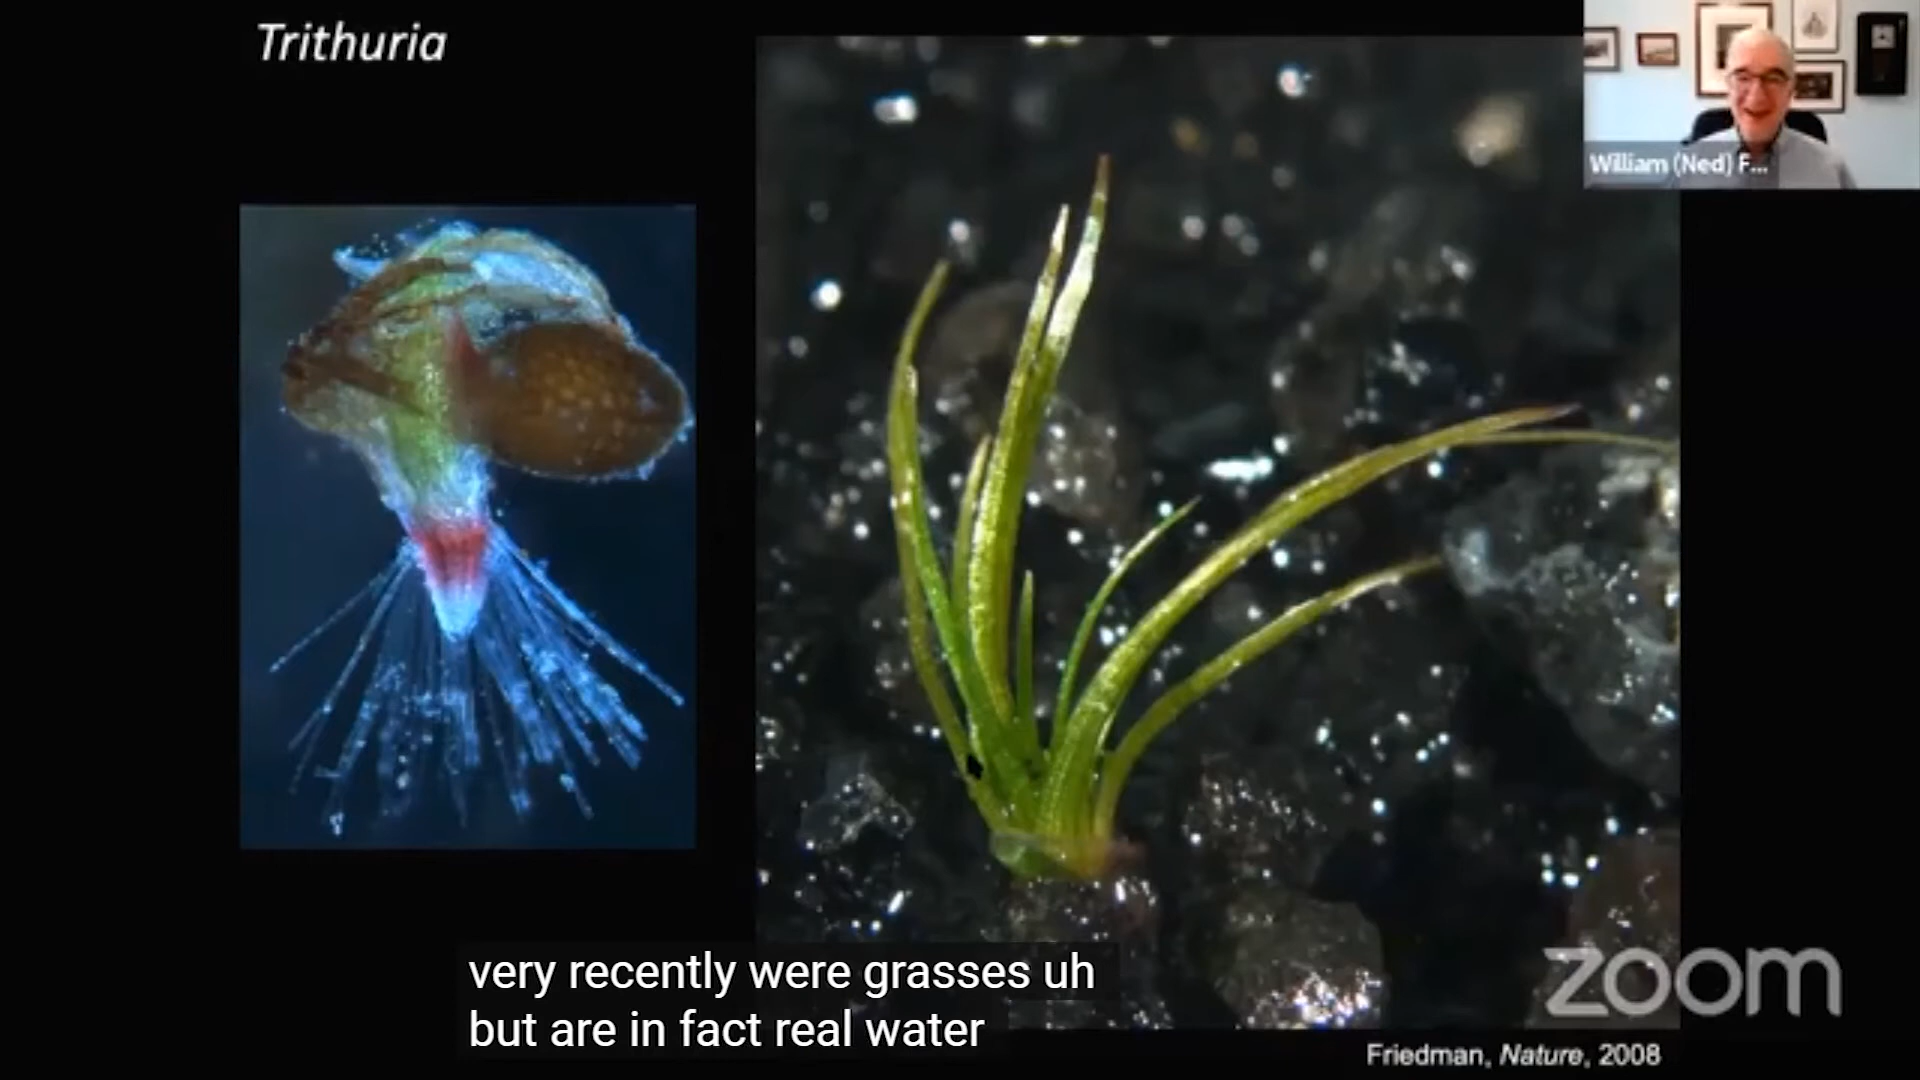 Trithuria
William (Ned) F...
very recently were grasses uh
but are in fact real water
zoom
Friedman, Nature, 2008